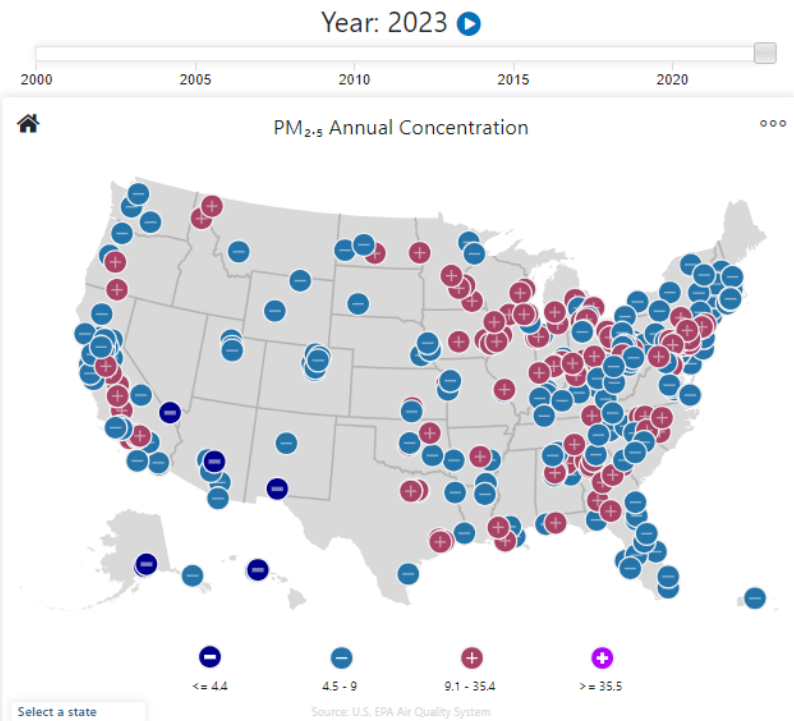 Year: 2023
2000 2005 2010 2015 2020
PM₂.₅ Annual Concentration
<= 4.4 4.5 - 9 9.1 - 35.4 >= 35.5
Select a state
Source: U.S. EPA Air Quality System